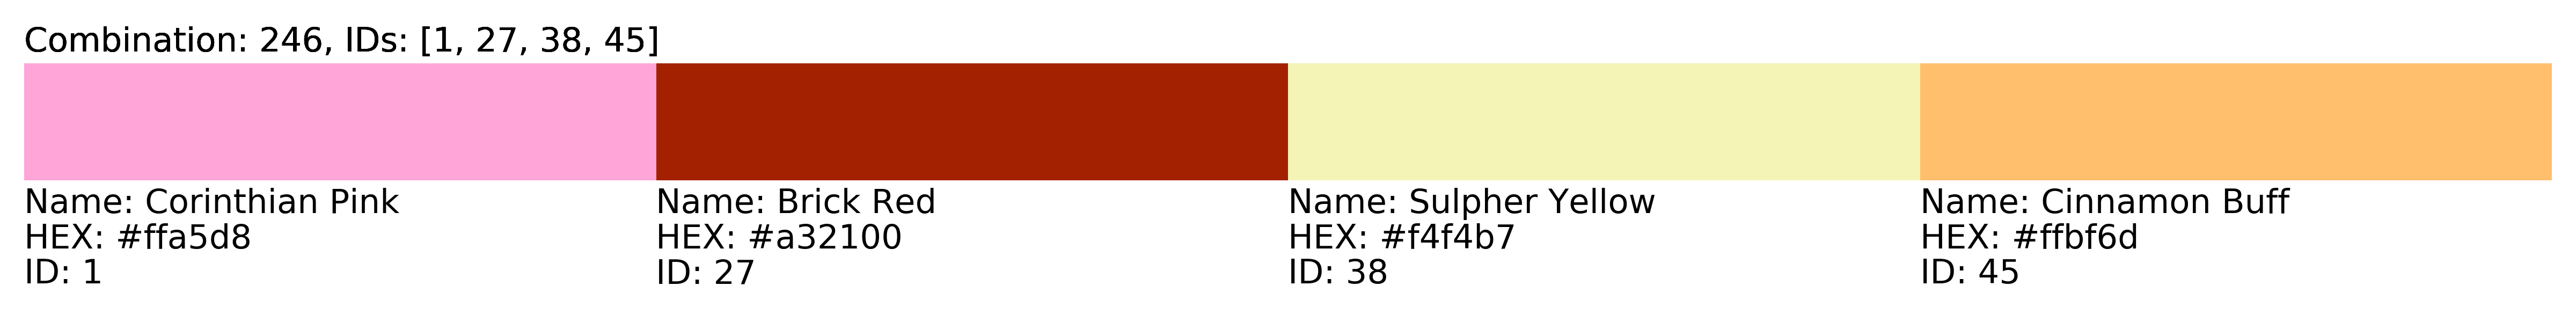 Combination: 246, IDs: [1, 27, 38, 45]
Name: Corinthian Pink
HEX: #ffa5d8
ID: 1
Name: Brick Red
HEX: #a32100
ID: 27
Name: Sulpher Yellow
HEX: #f4f4b7
ID: 38
Name: Cinnamon Buff
HEX: #ffbf6d
ID: 45